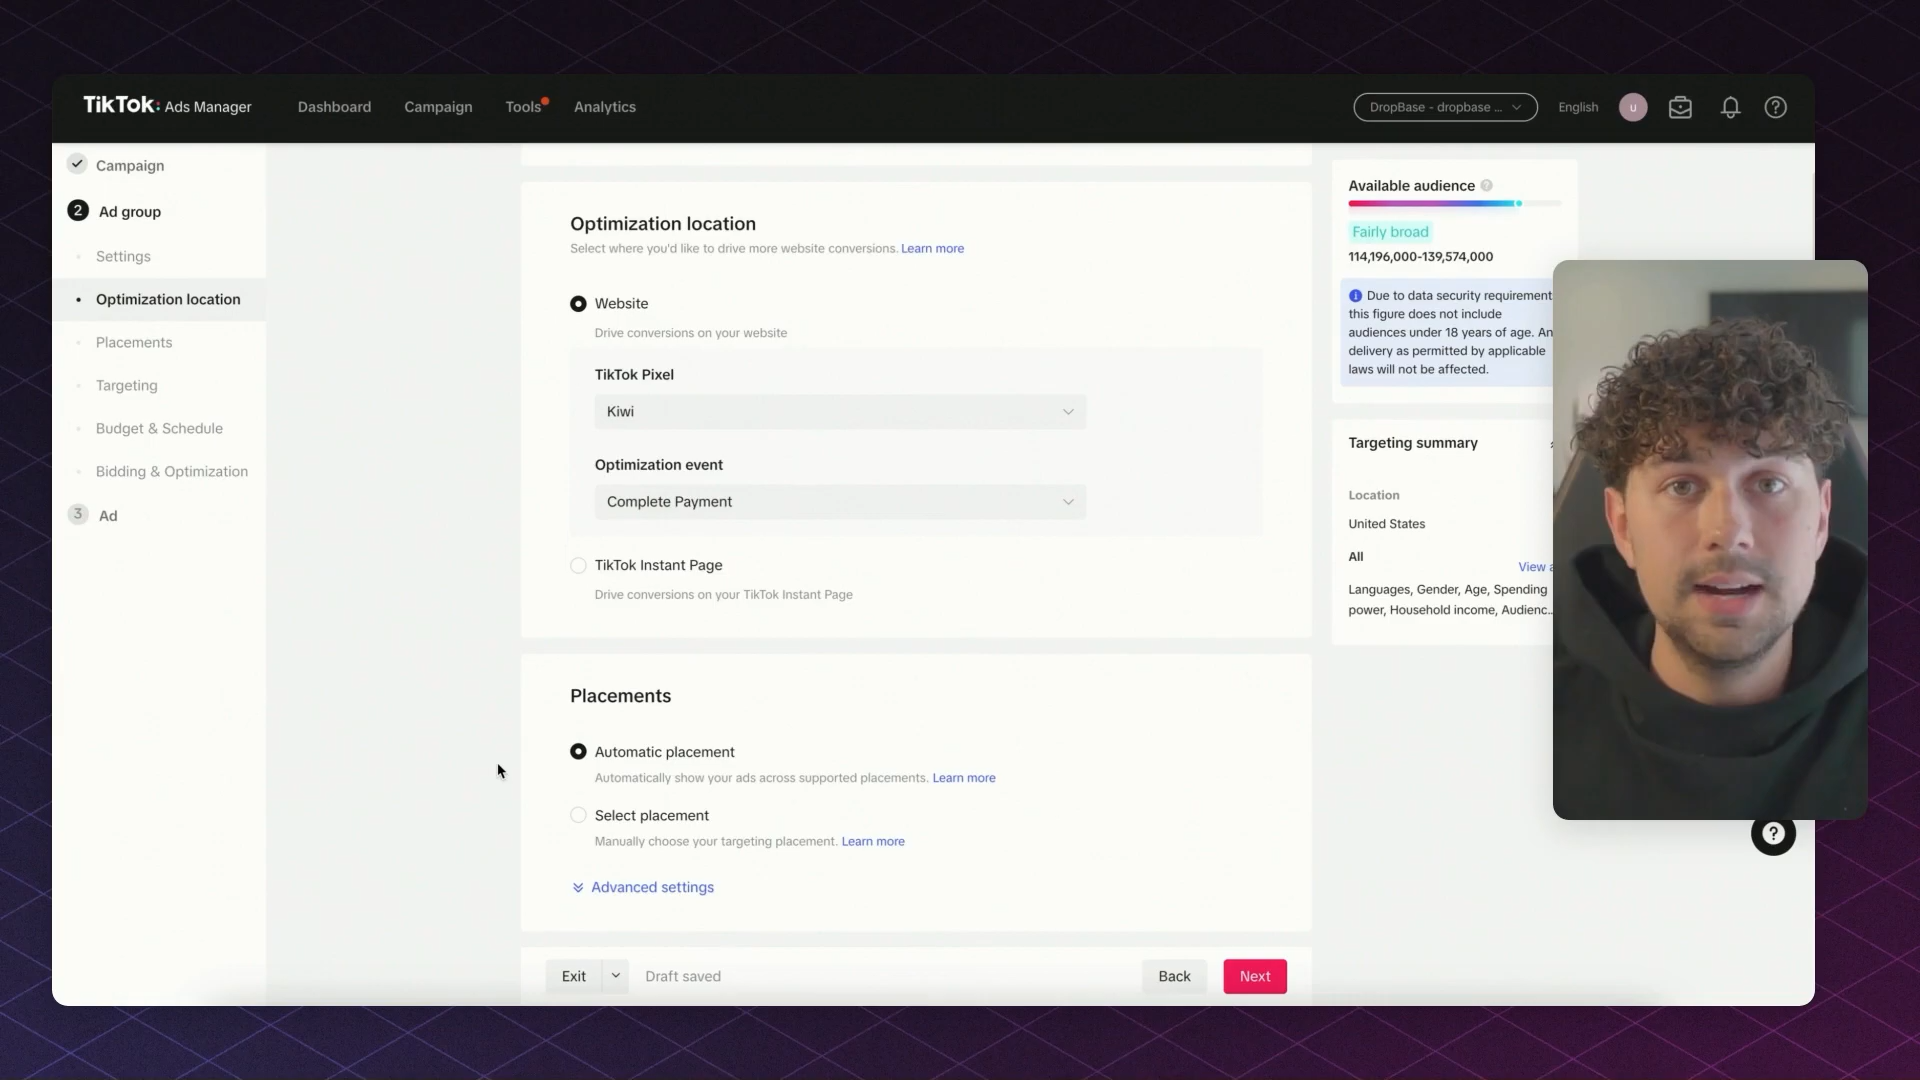 TikTok: Ads Manager
Dashboard
Campaign
Tools
Analytics
DropBase - dropbase ...
English
u
Campaign
2 Ad group
Settings
Optimization location
Placements
Targeting
Budget & Schedule
Bidding & Optimization
3 Ad
Optimization location
Select where you'd like to drive more website conversions. Learn more
Website
Drive conversions on your website
TikTok Pixel
Kiwi
Optimization event
Complete Payment
TikTok Instant Page
Drive conversions on your TikTok Instant Page
Placements
Automatic placement
Automatically show your ads across supported placements. Learn more
Select placement
Manually choose your targeting placement. Learn more
Advanced settings
Exit
Draft saved
Back
Next
Available audience
Fairly broad
114,196,000-139,574,000
Due to data security requirement
this figure does not include
audiences under 18 years of age. An
delivery as permitted by applicable
laws will not be affected.
Targeting summary
Location
United States
All
View a
Languages, Gender, Age, Spending
power, Household income, Audienc...